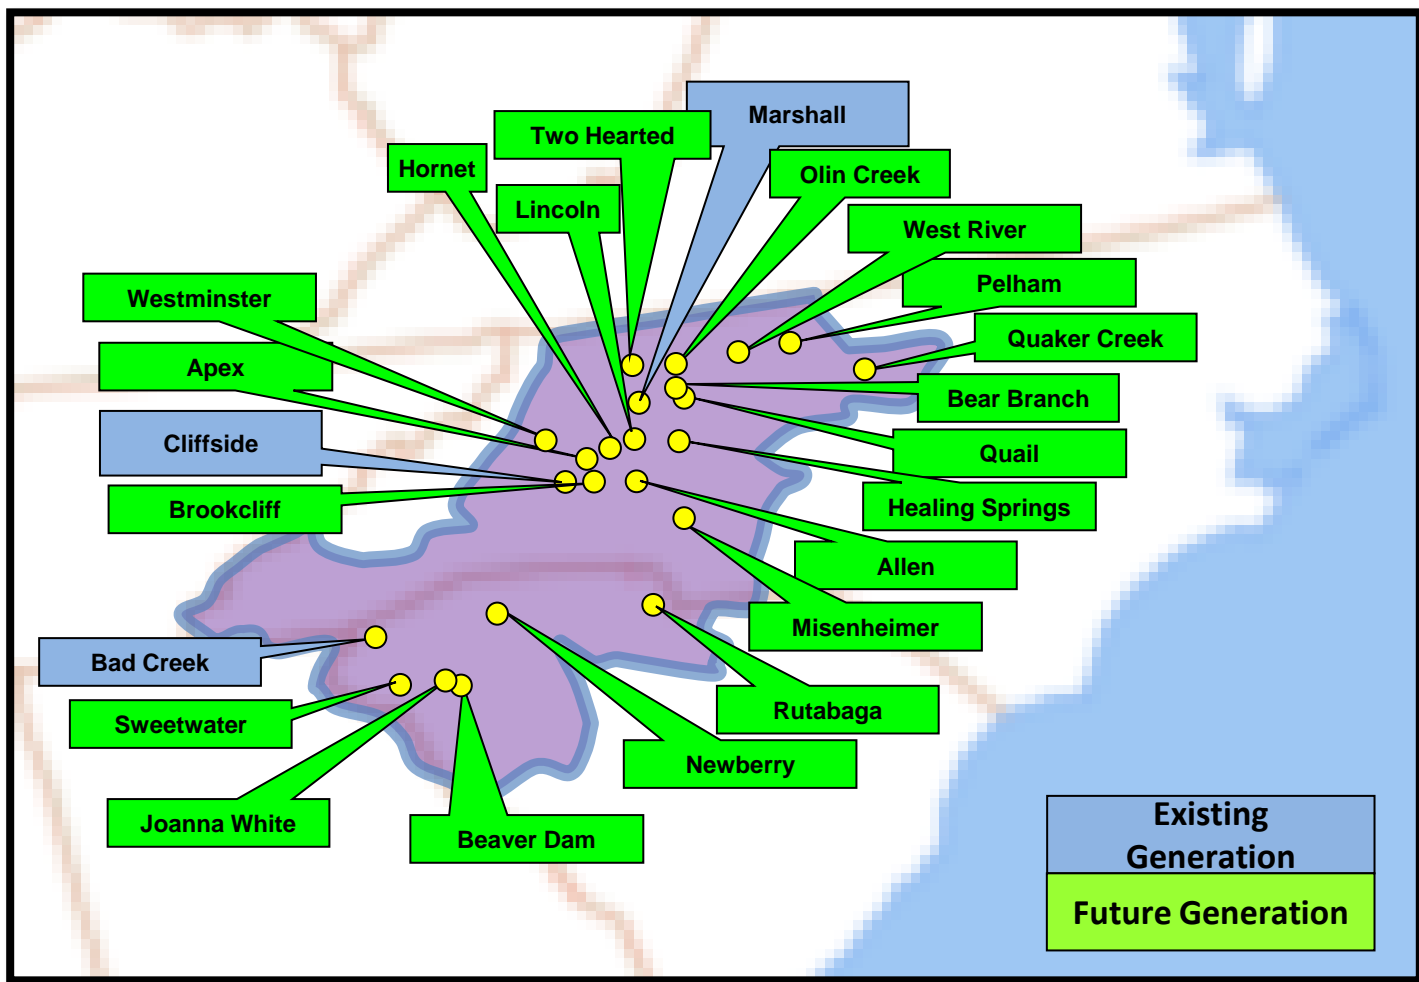 Marshall
Two Hearted
Hornet
Olin Creek
Lincoln
West River
Pelham
Westminster
Quaker Creek
Apex
Bear Branch
Cliffside
Quail
Brookcliff
Healing Springs
Allen
Misenheimer
Bad Creek
Rutabaga
Sweetwater
Newberry
Joanna White
Beaver Dam
Existing
Generation
Future Generation